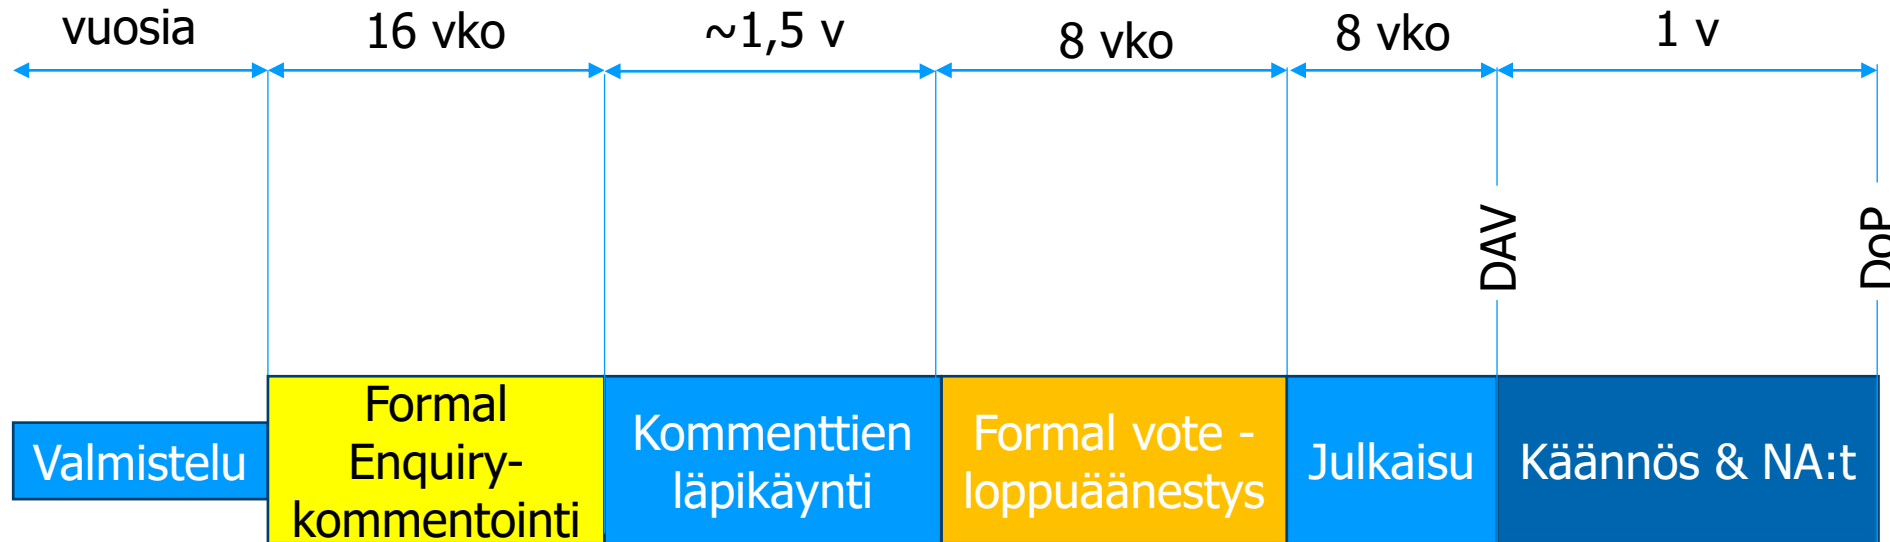 vuosia
16 vko
~1,5 v
8 vko
8 vko
1 v
DAV
DoP
Valmistelu
Formal
Enquiry-
kommentointi
Kommenttien
läpikäynti
Formal vote -
loppuäänestys
Julkaisu
Käännös & NA:t